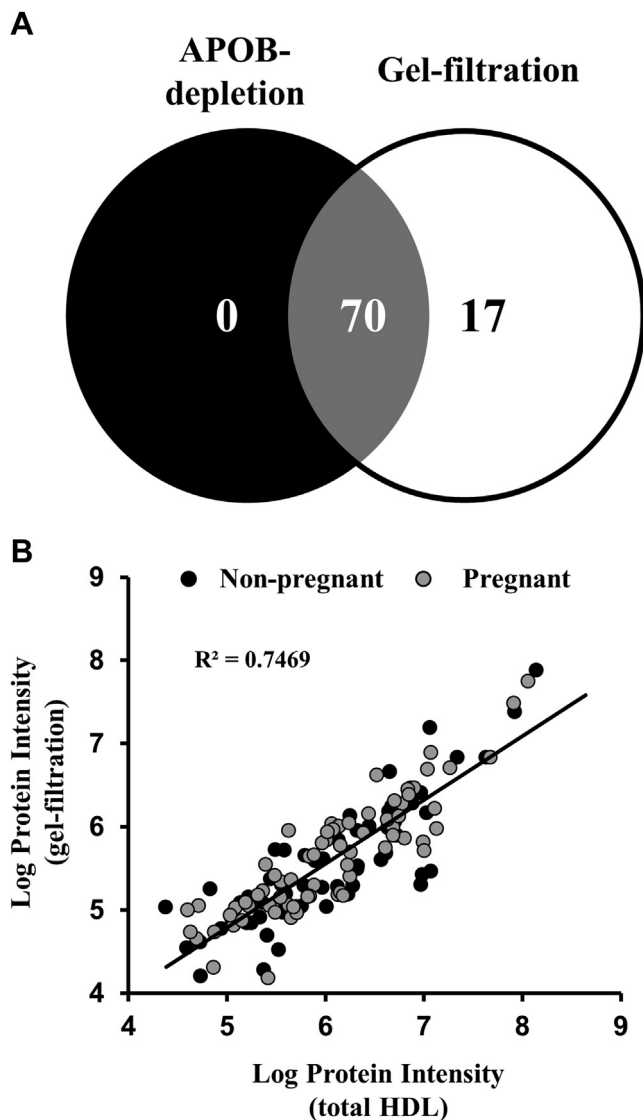 A
APOB-
depletion
Gel-filtration
0
70
17
B
9
8
7
6
5
4
Non-pregnant
Pregnant
R² = 0.7469
Log Protein Intensity
(gel-filtration)
4 5 6 7 8 9
Log Protein Intensity
(total HDL)